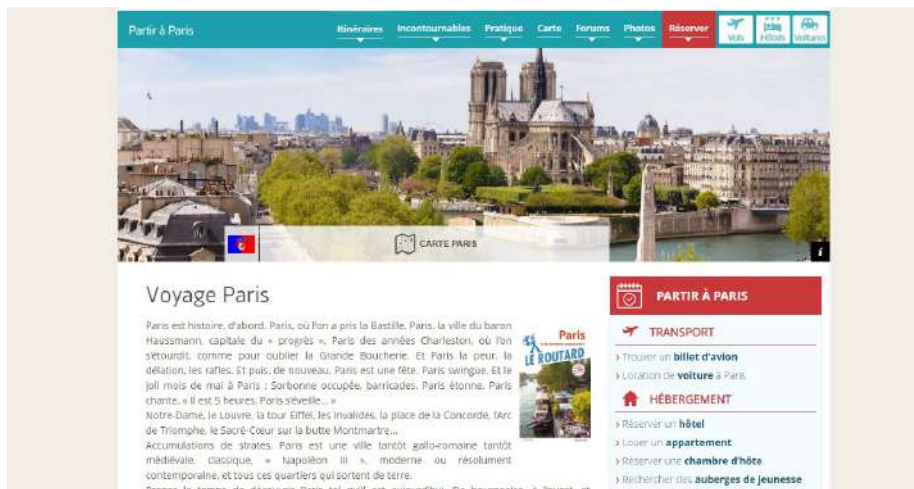 Partir à Paris
Itinéraires Incontournables Pratique Carte Forums Photos Réserver
Vols Hôtels Voitures
CARTE PARIS
i
Voyage Paris
Paris est histoire, d'abord. Paris, où l'on a pris la Bastille. Paris, la ville du baron
Haussmann, capitale du « progrès ». Paris des années Charleston, où l'on
s'étourdit, comme pour oublier la Grande Boucherie. Et Paris la peur, la
délation, les rafles. Et puis, de nouveau, Paris est une fête. Paris swingue. Et le
joli mois de mai à Paris : Sorbonne occupée, barricades. Paris étonne, Paris
chante. « Il est 5 heures, Paris s'éveille... »
Notre-Dame, le Louvre, la tour Eiffel, les Invalides, la place de la Concorde, l'Arc
de Triomphe, le Sacré-Cœur sur la butte Montmartre...
Accumulations de strates, Paris est une ville tantôt gallo-romaine tantôt
médiévale, classique, « Napoléon III », moderne ou résolument
contemporaine, et tous ces quartiers qui sortent de terre.
Paris
LE ROUTARD
PARTIR À PARIS
TRANSPORT
› Trouver un billet d'avion
› Location de voiture à Paris
HÉBERGEMENT
› Réserver un hôtel
› Louer un appartement
› Réserver une chambre d'hôte
› Rechercher des auberges de jeunesse